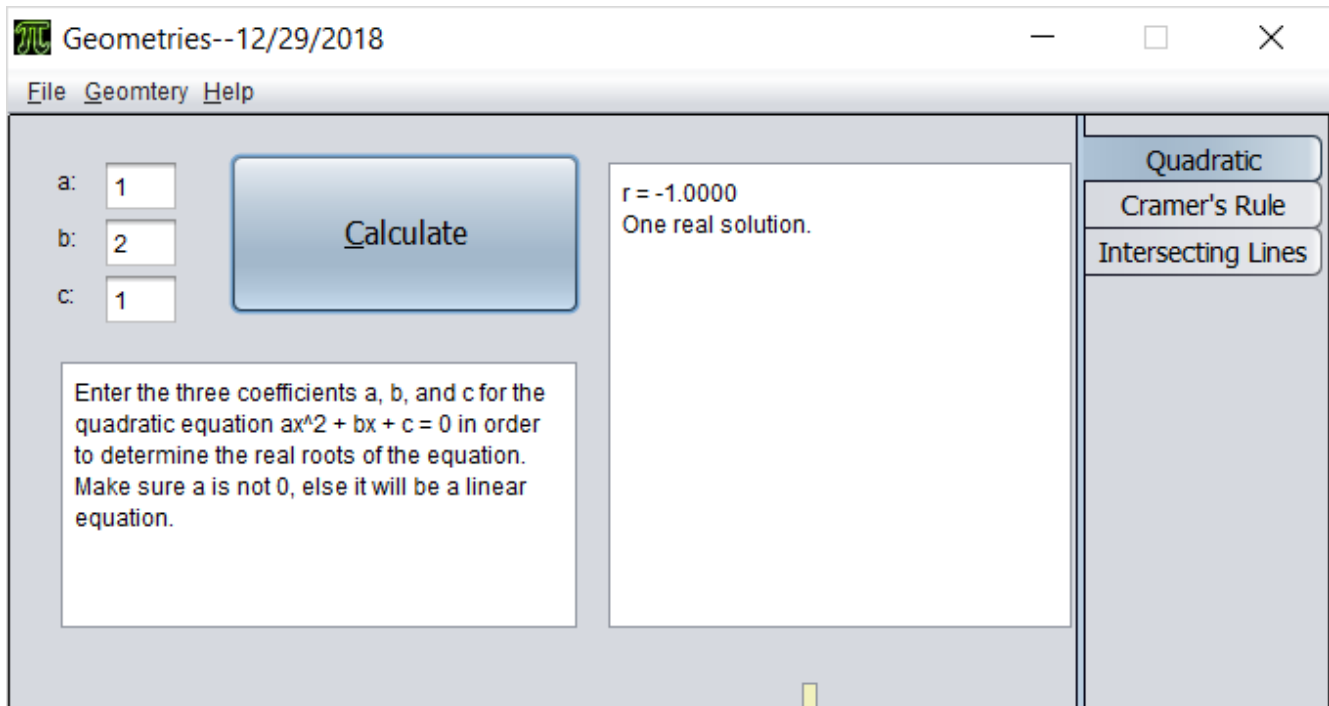 Geometries--12/29/2018
File Geomtery Help
a: 1
b: 2
c: 1
Calculate
r = -1.0000
One real solution.
Quadratic
Cramer's Rule
Intersecting Lines
Enter the three coefficients a, b, and c for the
quadratic equation ax^2 + bx + c = 0 in order
to determine the real roots of the equation.
Make sure a is not 0, else it will be a linear
equation.